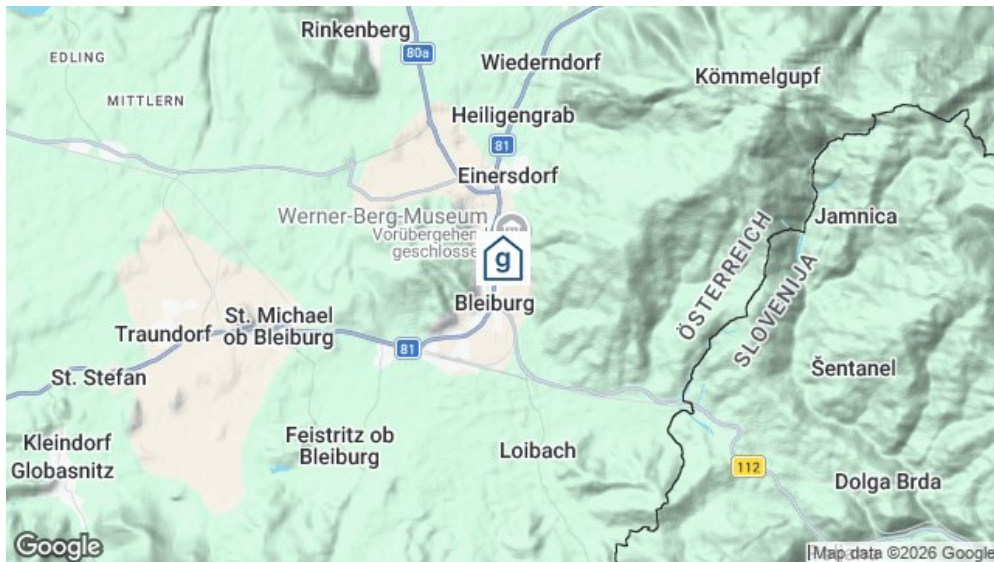 Rinkenberg
EDLING
80a
Wiederndorf
Kömmelgupf
MITTLERN
Heiligengrab
81
Einersdorf
Werner-Berg-Museum
Vorübergehen
geschlosse
g
Jamnica
ÖSTERREICH
SLOVENIJA
Bleiburg
St. Michael
ob Bleiburg
Traundorf
81
St. Stefan
Šentanel
Feistritz ob
Bleiburg
Kleindorf
Globasnitz
Loibach
112
Dolga Brda
Google
Map data ©2026 Google